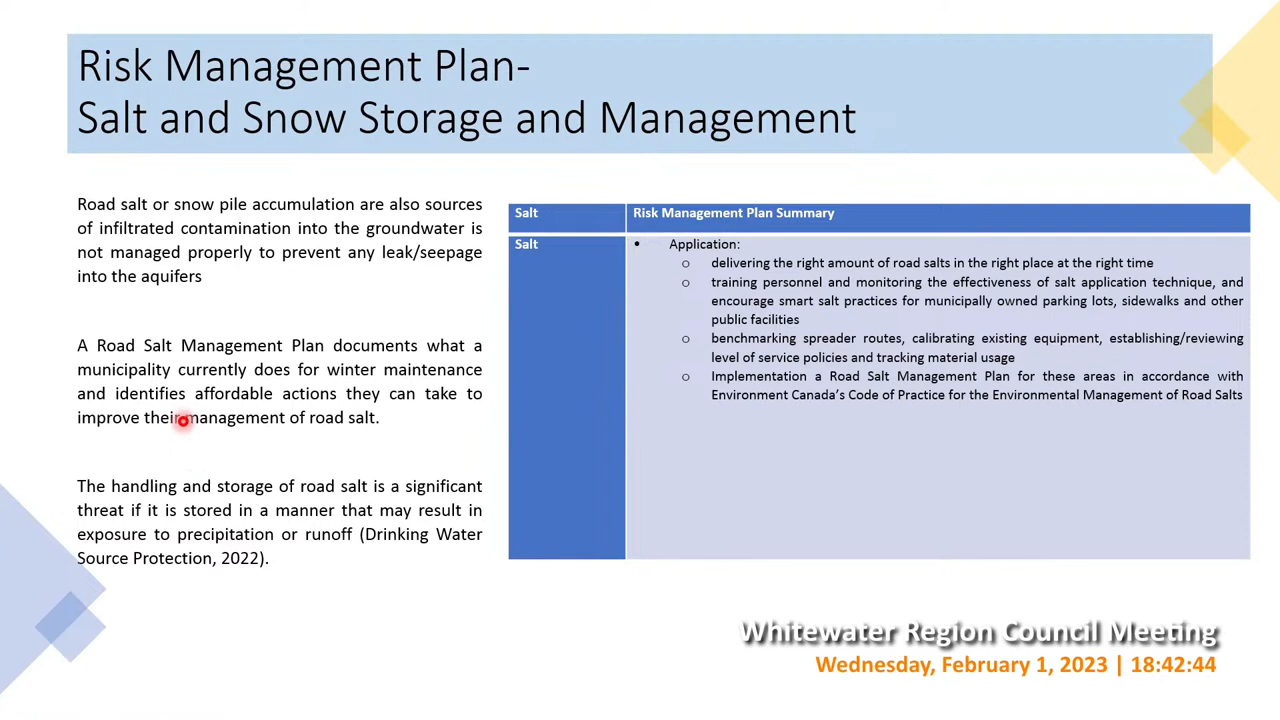 Risk Management Plan-
Salt and Snow Storage and Management
Road salt or snow pile accumulation are also sources
of infiltrated contamination into the groundwater is
not managed properly to prevent any leak/seepage
into the aquifers
A Road Salt Management Plan documents what a
municipality currently does for winter maintenance
and identifies affordable actions they can take to
improve their management of road salt.
The handling and storage of road salt is a significant
threat if it is stored in a manner that may result in
exposure to precipitation or runoff (Drinking Water
Source Protection, 2022).
Salt Risk Management Plan Summary
Salt • Application:
o delivering the right amount of road salts in the right place at the right time
o training personnel and monitoring the effectiveness of salt application technique, and
encourage smart salt practices for municipally owned parking lots, sidewalks and other
public facilities
o benchmarking spreader routes, calibrating existing equipment, establishing/reviewing
level of service policies and tracking material usage
o Implementation a Road Salt Management Plan for these areas in accordance with
Environment Canada's Code of Practice for the Environmental Management of Road Salts
Whitewater Region Council Meeting
Wednesday, February 1, 2023 | 18:42:44